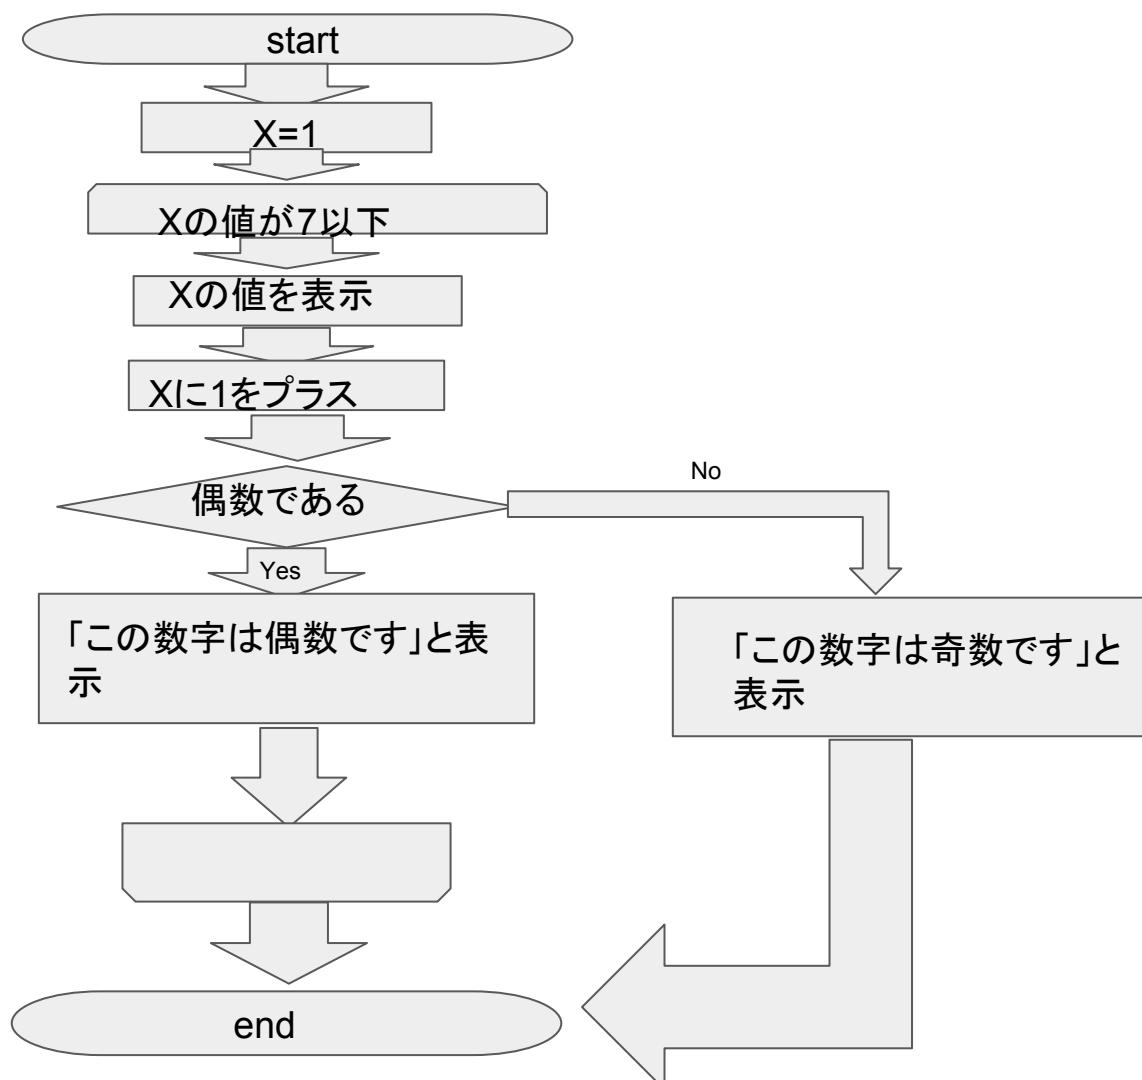 start
X=1
Xの値が7以下
Xの値を表示
Xに1をプラス
偶数である
No
Yes
「この数字は偶数です」と表
示
「この数字は奇数です」と
表示
end